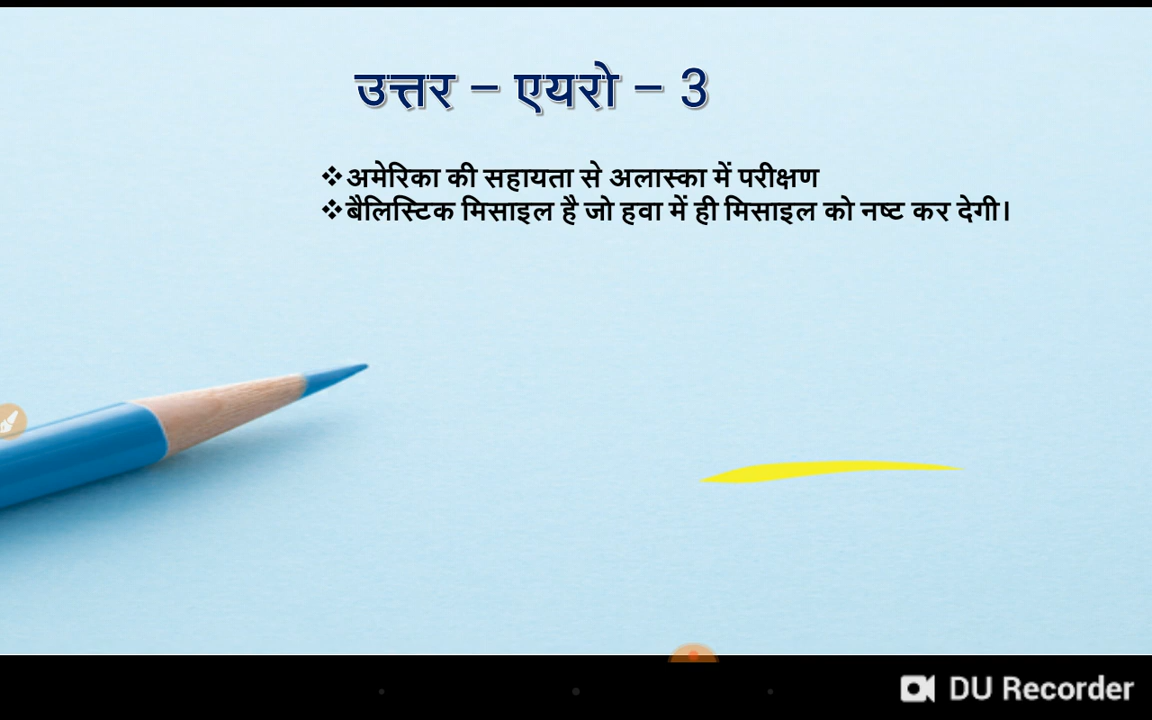 उत्तर – एयरो – 3
❖अमेरिका की सहायता से अलास्का में परीक्षण
❖बैलिस्टिक मिसाइल है जो हवा में ही मिसाइल को नष्ट कर देगी।
DU Recorder